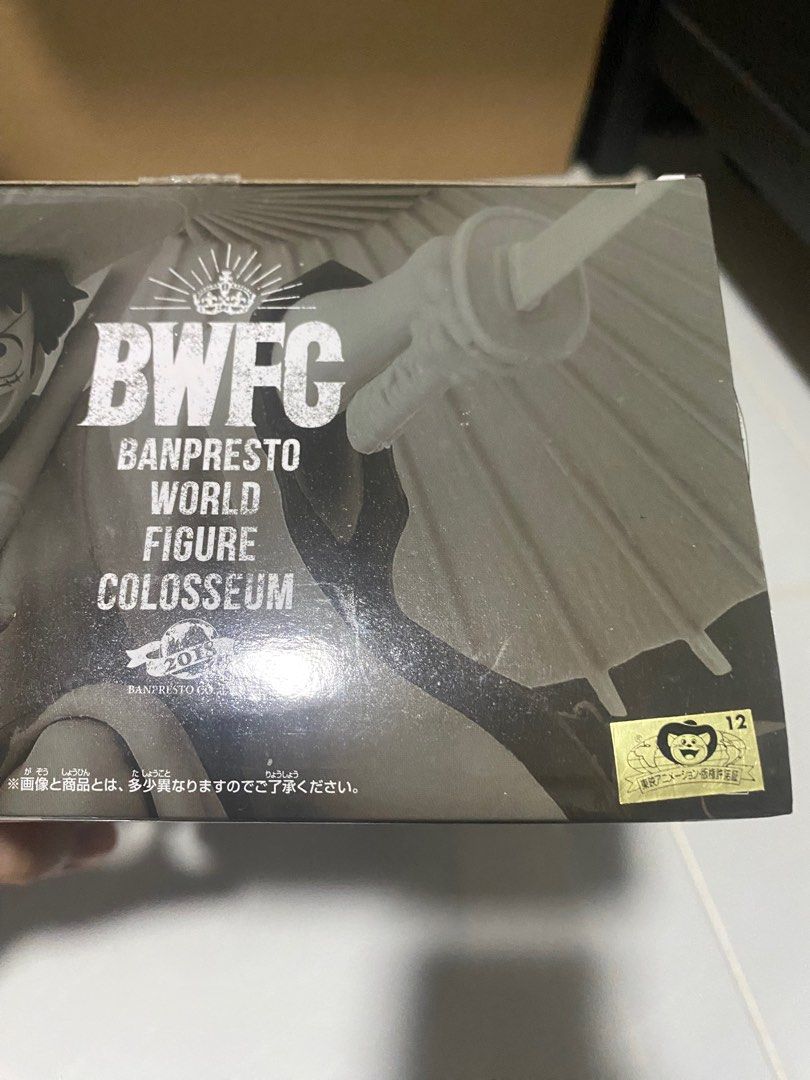 BWFC
BANPRESTO
WORLD
FIGURE
COLOSSEUM
2018
BANPRESTO CO.,
※画像と商品とは、多少異なりますのでご了承ください。
12
東映アニメーション・版権許諾証